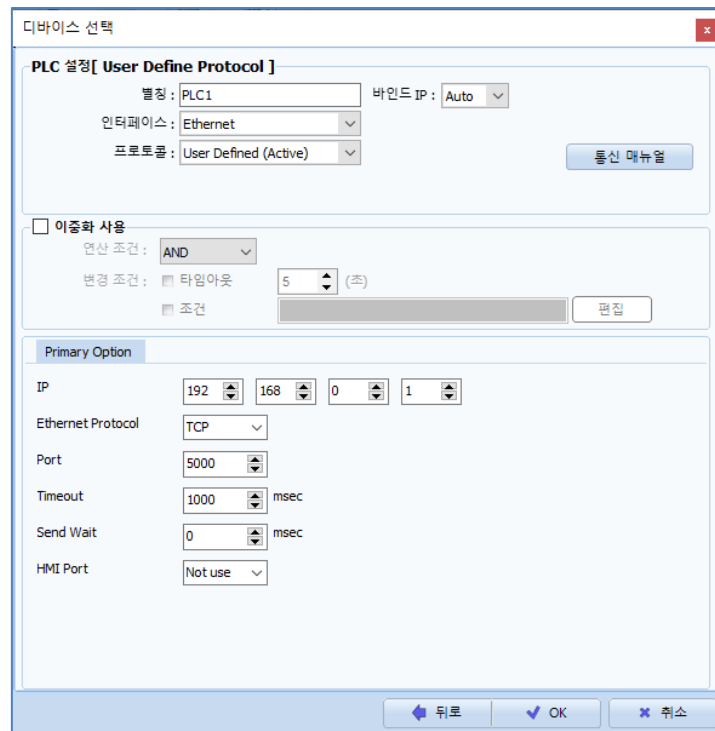 디바이스 선택
x
PLC 설정[ User Define Protocol ]
별칭 : PLC1 바인드 IP : Auto
인터페이스 : Ethernet
프로토콜 : User Defined (Active)
통신 매뉴얼
이중화 사용
연산 조건 : AND
변경 조건 : 타임아웃 5 (초)
조건 편집
Primary Option
IP 192 168 0 1
Ethernet Protocol TCP
Port 5000
Timeout 1000 msec
Send Wait 0 msec
HMI Port Not use
뒤로 OK 취소